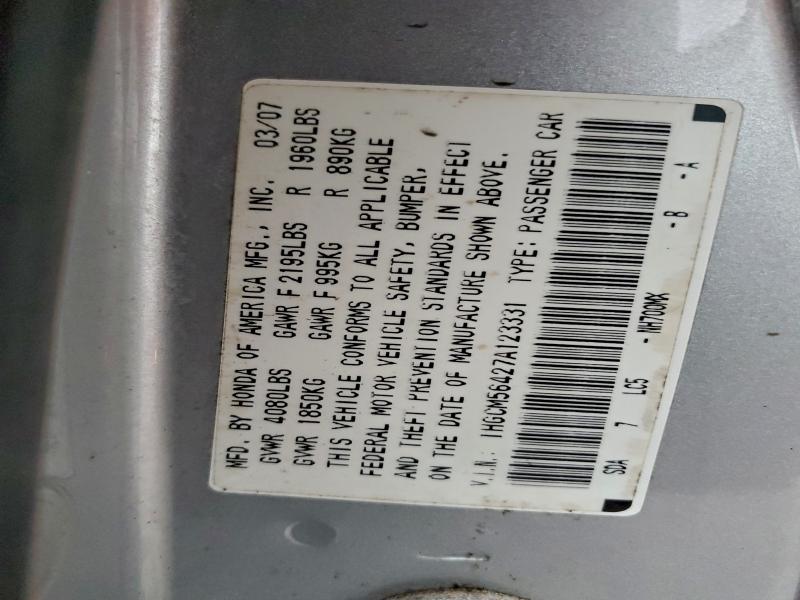 MFD. BY HONDA OF AMERICA MFG., INC. 03/07
GVWR 4080LBS GAWR F 2195LBS R 1960LBS
GVWR 1850KG GAWR F 995KG R 890KG
THIS VEHICLE CONFORMS TO ALL APPLICABLE
FEDERAL MOTOR VEHICLE SAFETY, BUMPER,
AND THEFT PREVENTION STANDARDS IN EFFECT
ON THE DATE OF MANUFACTURE SHOWN ABOVE.
V.I.N.: 1HGCM56427A123331 TYPE: PASSENGER CAR
SDA 7 LC5 - NH700MX - B - A